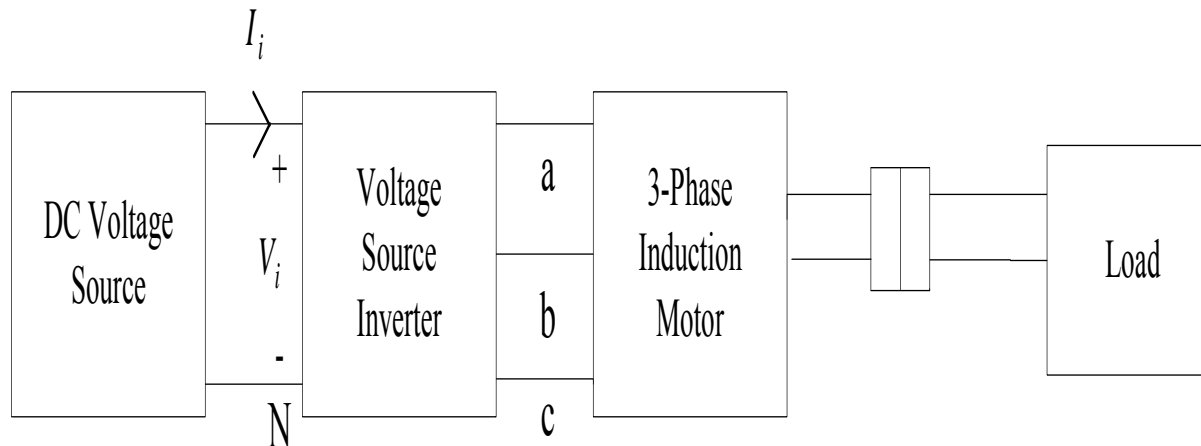 I_i
DC Voltage
Source
+
V_i
-
N
Voltage
Source
Inverter
a
b
c
3-Phase
Induction
Motor
Load